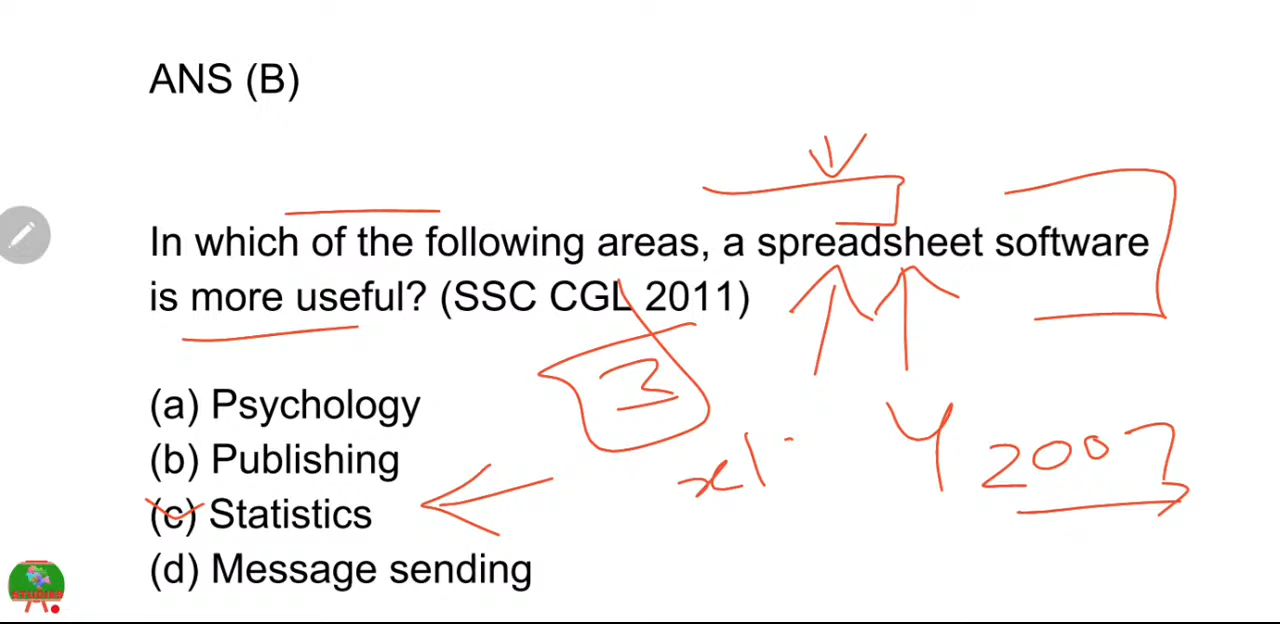 ANS (B)
In which of the following areas, a spreadsheet software
is more useful? (SSC CGL 2011)
3
(a) Psychology
(b) Publishing
xl
2007
(c) Statistics
(d) Message sending